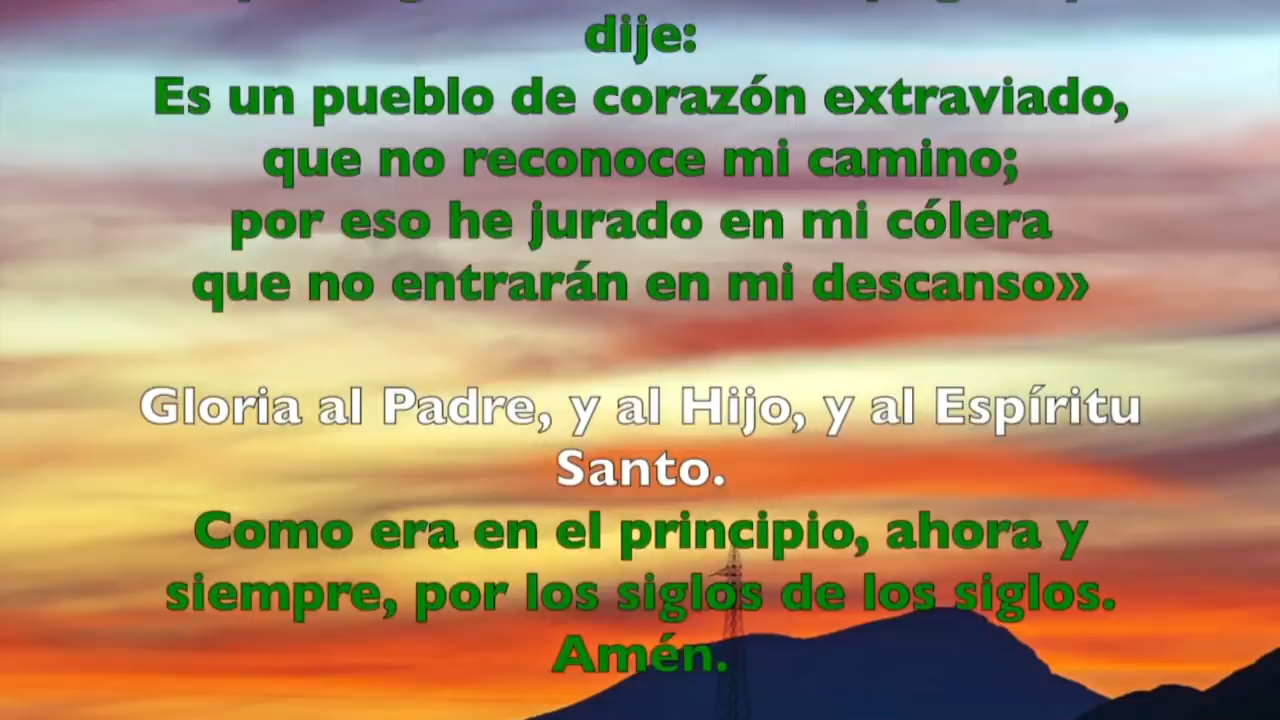 dije:
Es un pueblo de corazón extraviado,
que no reconoce mi camino;
por eso he jurado en mi cólera
que no entrarán en mi descanso»
Gloria al Padre, y al Hijo, y al Espíritu
Santo.
Como era en el principio, ahora y
siempre, por los siglos de los siglos.
Amén.